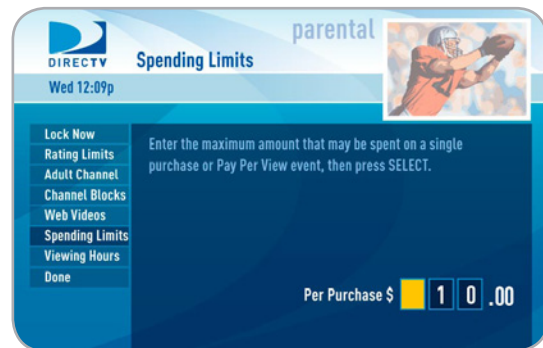 parental
DIRECTV
Spending Limits
Wed 12:09p
Lock Now
Rating Limits
Adult Channel
Channel Blocks
Web Videos
Spending Limits
Viewing Hours
Done
Enter the maximum amount that may be spent on a single
purchase or Pay Per View event, then press SELECT.
Per Purchase $ 1 0 .00